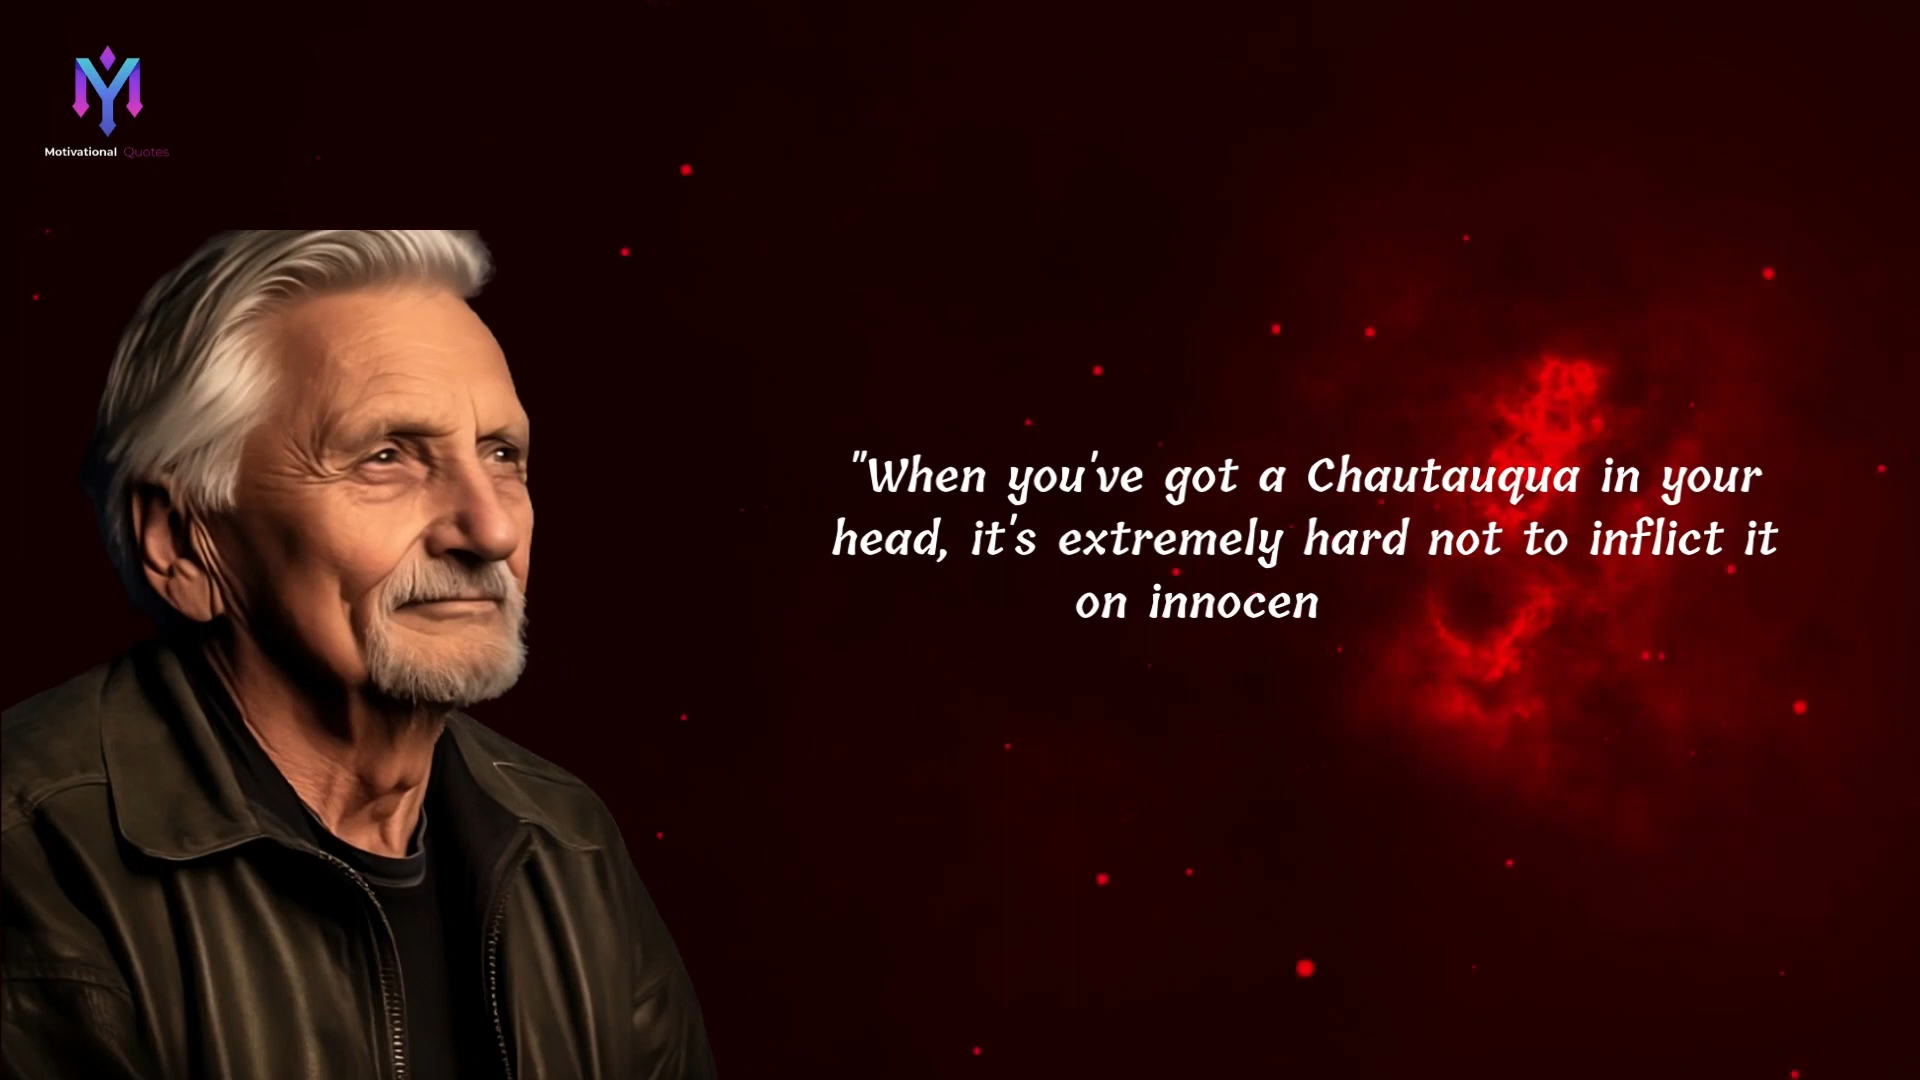 Motivational Quotes
"When you've got a Chautauqua in your
head, it's extremely hard not to inflict it
on innocen